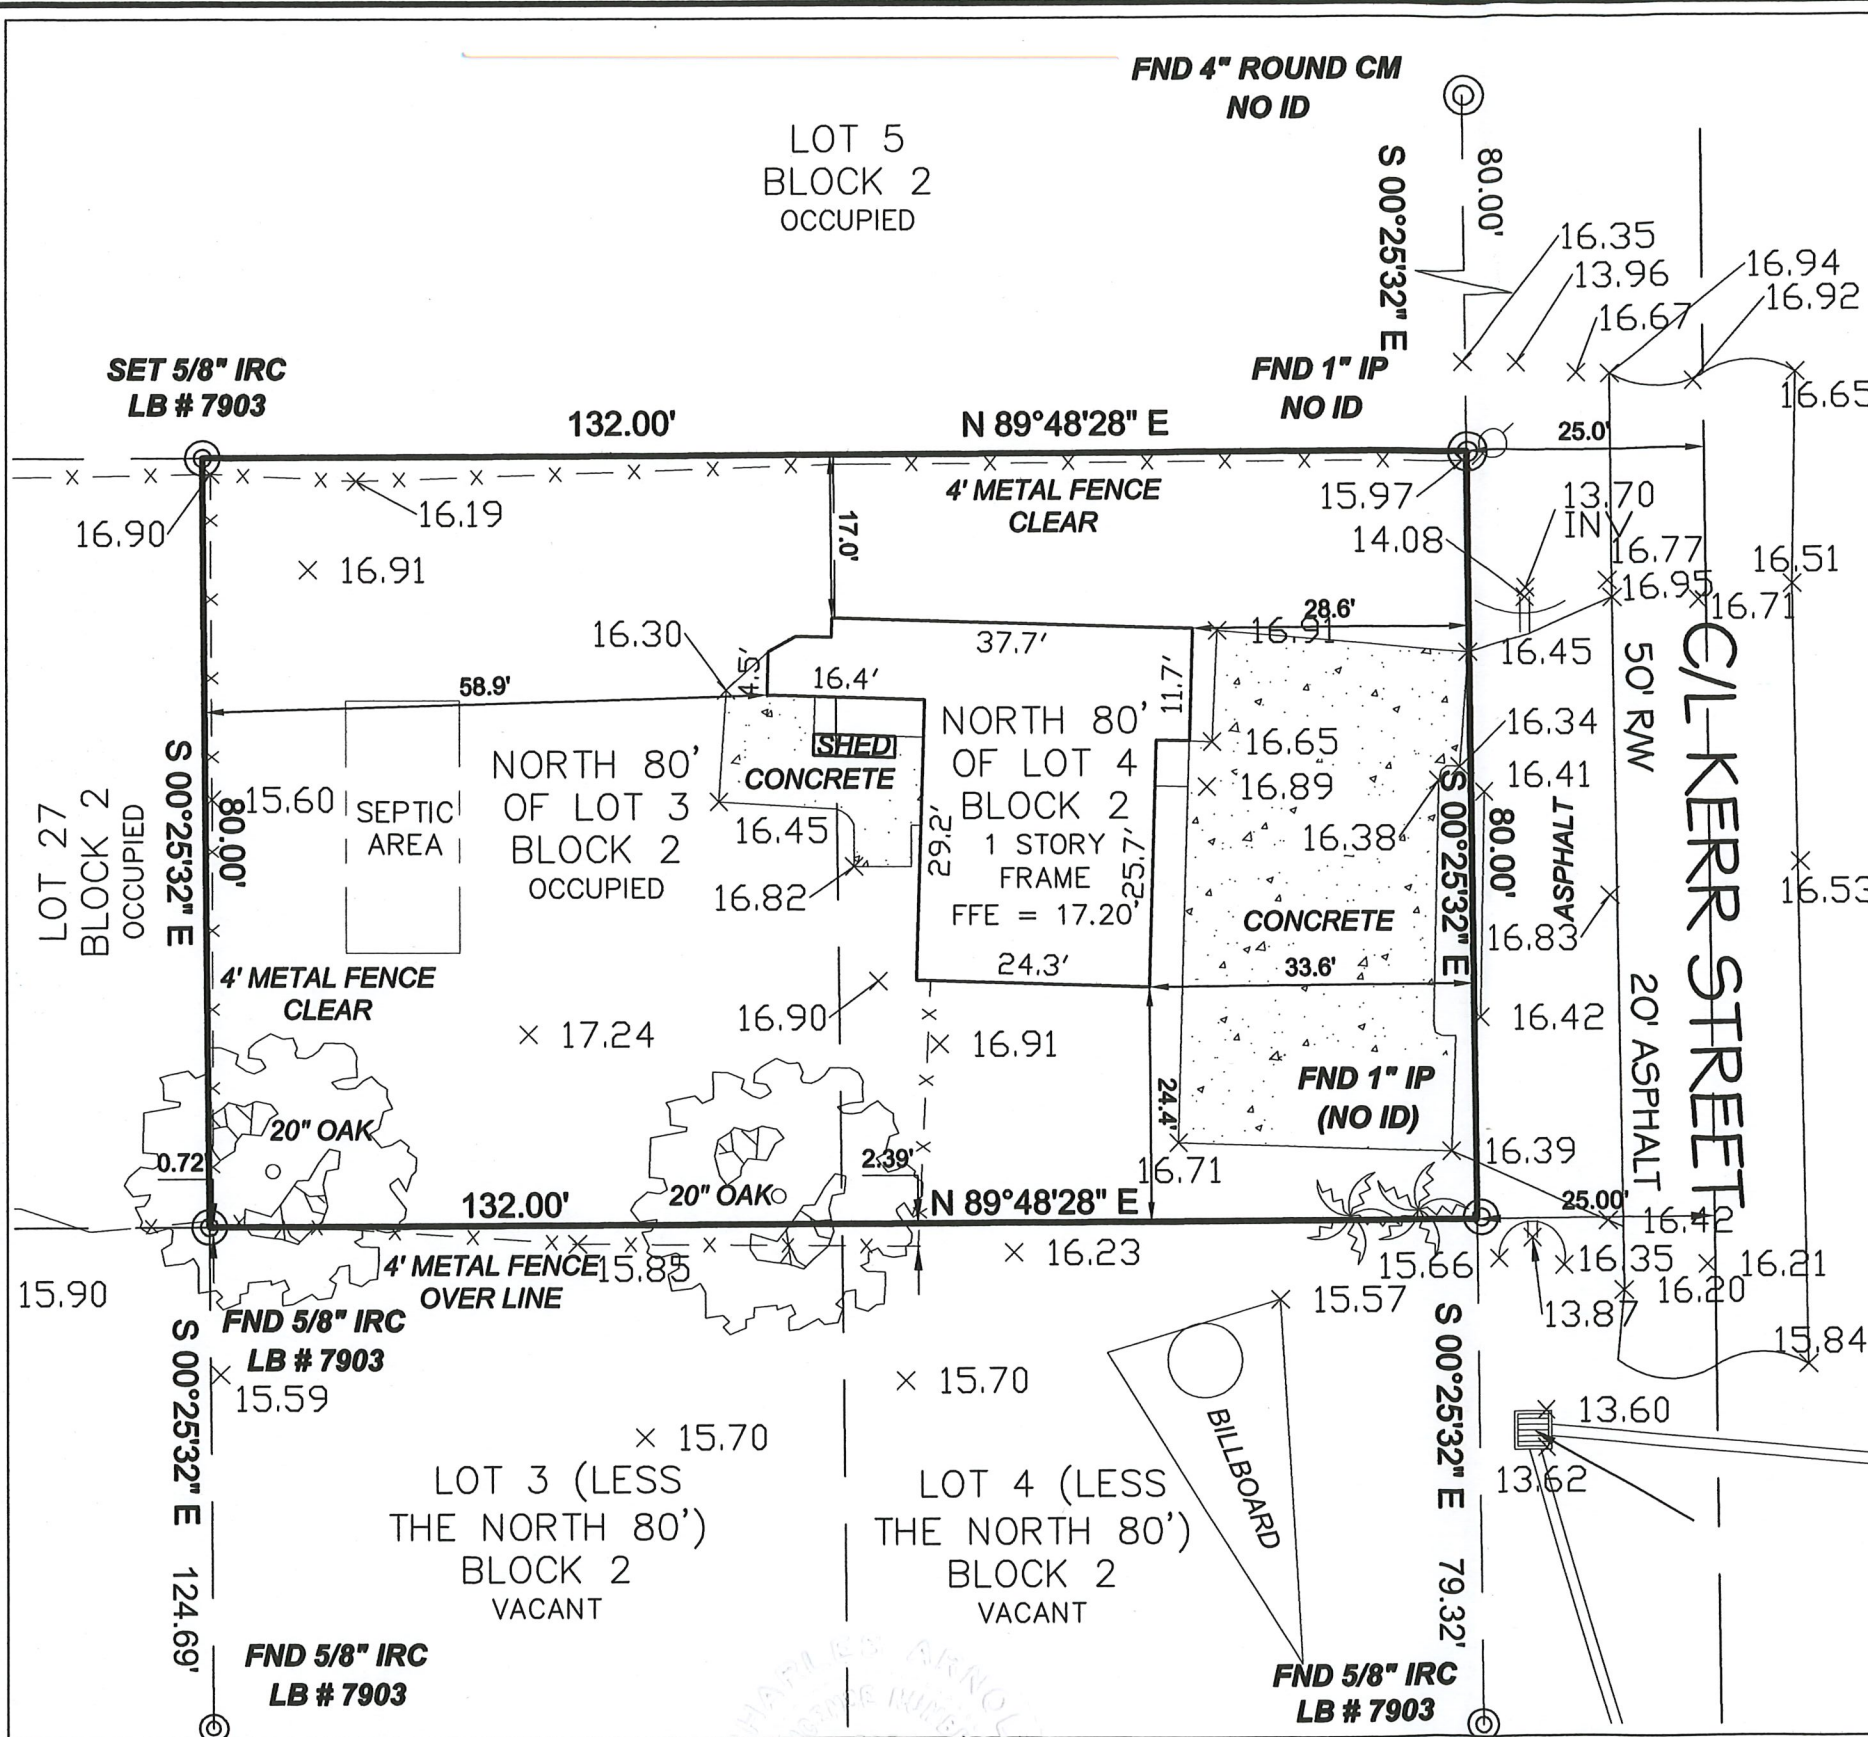 FND 4" ROUND CM
NO ID
LOT 5
BLOCK 2
OCCUPIED
S 00°25'32" E
80.00'
16.35
13.96
16.67
16.94
16.92
16.65
SET 5/8" IRC
LB # 7903
FND 1" IP
NO ID
132.00'
N 89°48'28" E
25.0'
4' METAL FENCE
CLEAR
16.90
16.19
15.97
13.70
INV
14.08
17.0'
16.91
16.77
16.95
16.51
16.71
16.30
4.5'
16.4'
37.7'
28.6'
16.91
16.45
58.9'
11.7'
16.34
50' R/W
C/L-KERR STREET
SHED
CONCRETE
NORTH 80'
OF LOT 3
BLOCK 2
OCCUPIED
NORTH 80'
OF LOT 4
BLOCK 2
1 STORY
FRAME
FFE = 17.20'
16.65
16.89
16.38
16.41
LOT 27
BLOCK 2
OCCUPIED
S 00°25'32" E
80.00'
15.60
SEPTIC
AREA
16.45
16.82
29.2'
25.7'
CONCRETE
S 00°25'32" E
80.00'
ASPHALT
16.83
16.53
24.3'
33.6'
20' ASPHALT
4' METAL FENCE
CLEAR
17.24
16.90
16.91
16.42
FND 1" IP
(NO ID)
24.4'
20" OAK
0.72'
20" OAK
2.39'
16.71
16.39
132.00'
N 89°48'28" E
25.00'
16.42
15.90
4' METAL FENCE
OVER LINE
15.85
16.23
15.66
16.35
16.21
16.20
15.57
13.87
15.84
FND 5/8" IRC
LB # 7903
15.59
15.70
15.70
BILLBOARD
13.60
13.62
S 00°25'32" E
124.69'
LOT 3 (LESS
THE NORTH 80')
BLOCK 2
VACANT
LOT 4 (LESS
THE NORTH 80')
BLOCK 2
VACANT
S 00°25'32" E
79.32'
FND 5/8" IRC
LB # 7903
FND 5/8" IRC
LB # 7903